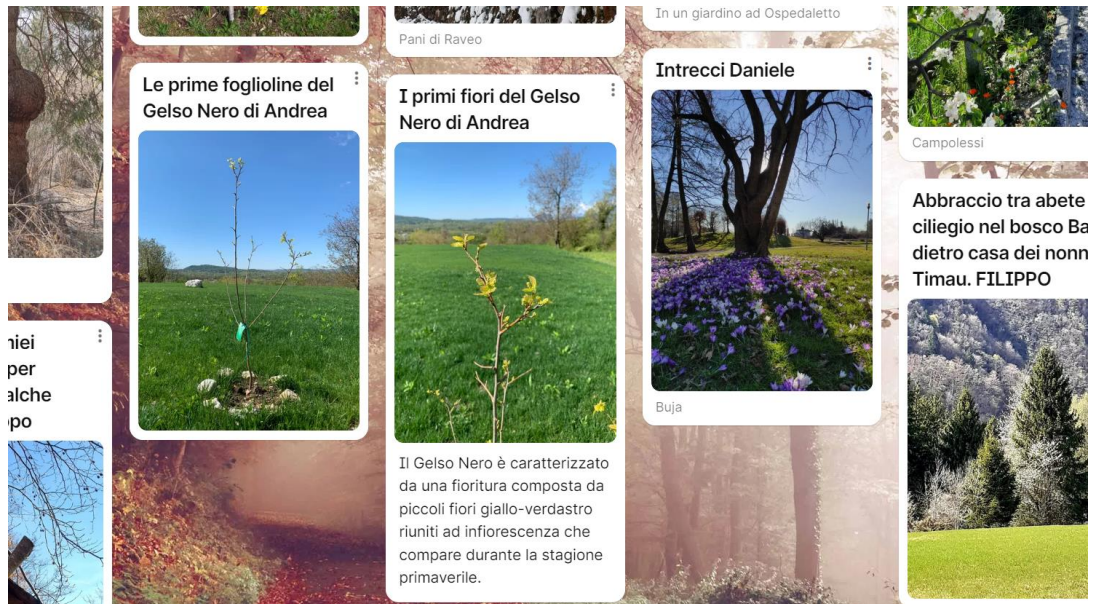 niei
per
alche
ppo
Le prime foglioline del
Gelso Nero di Andrea
Pani di Raveo
I primi fiori del Gelso
Nero di Andrea
Il Gelso Nero è caratterizzato
da una fioritura composta da
piccoli fiori giallo-verdastro
riuniti ad infiorescenza che
compare durante la stagione
primaverile.
In un giardino ad Ospedaletto
Intrecci Daniele
Buja
Campolessi
Abbraccio tra abete
ciliegio nel bosco Ba
dietro casa dei nonn
Timau. FILIPPO